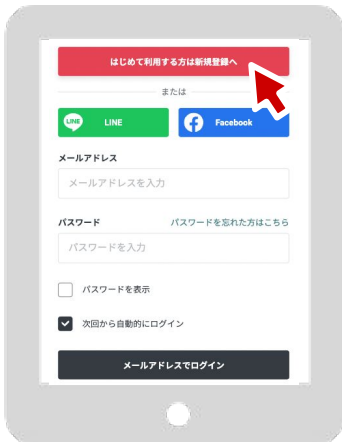 はじめて利用する方は新規登録へ
または
LINE LINE
Facebook
メールアドレス
メールアドレスを入力
パスワード パスワードを忘れた方はこちら
パスワードを入力
パスワードを表示
次回から自動的にログイン
メールアドレスでログイン